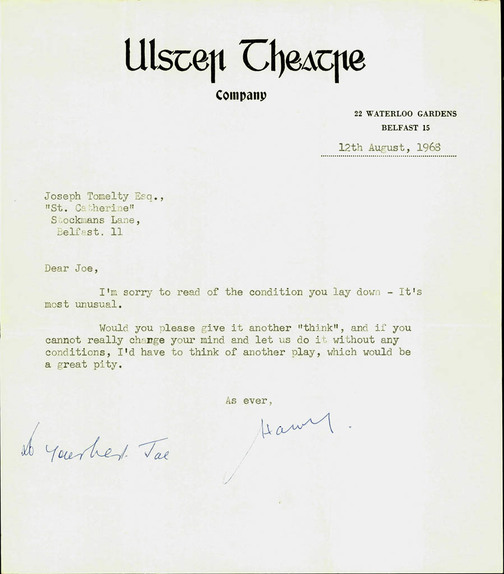 Ulster Theatre
Company
22 WATERLOO GARDENS
BELFAST 15
12th August, 1968
Joseph Tomelty Esq.,
"St. Catherine"
Stockmans Lane,
Belfast. 11
Dear Joe,
I'm sorry to read of the condition you lay down - It's
most unusual.
Would you please give it another "think", and if you
cannot really change your mind and let us do it without any
conditions, I'd have to think of another play, which would be
a great pity.
As ever,
Harry.
Do Your best Joe